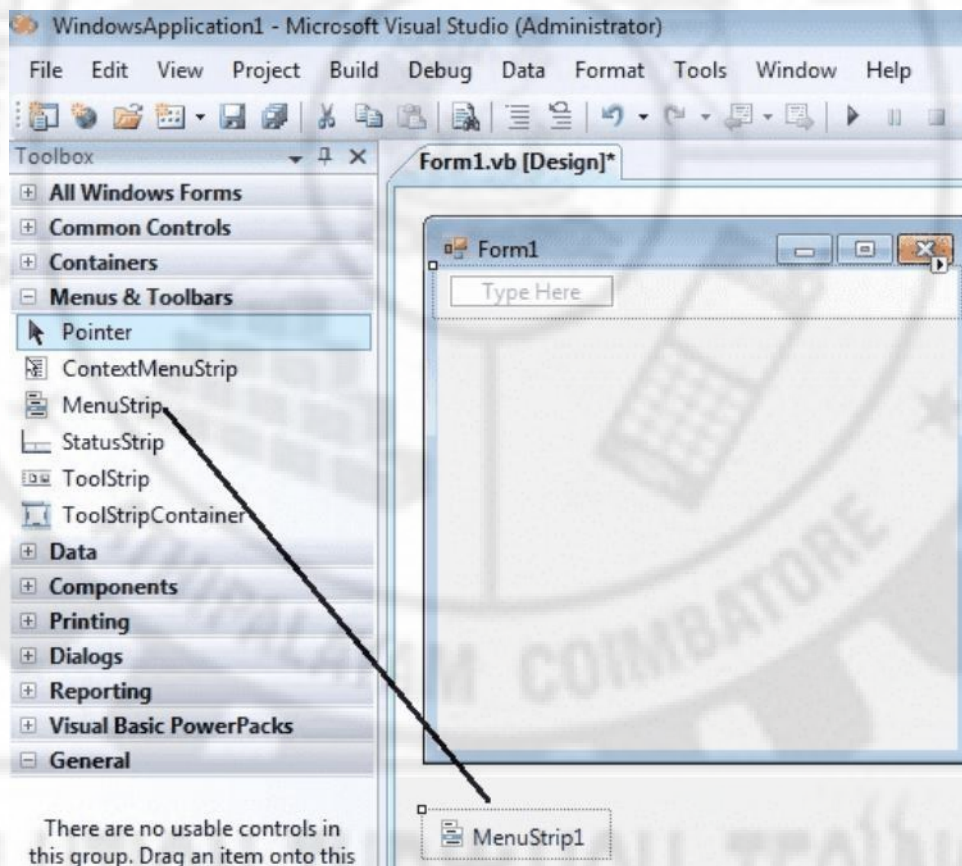 WindowsApplication1 - Microsoft Visual Studio (Administrator)
File Edit View Project Build Debug Data Format Tools Window Help
Toolbox
Form1.vb [Design]*
All Windows Forms
Common Controls
Containers
Menus & Toolbars
Pointer
ContextMenuStrip
MenuStrip
StatusStrip
ToolStrip
ToolStripContainer
Data
Components
Printing
Dialogs
Reporting
Visual Basic PowerPacks
General
There are no usable controls in
this group. Drag an item onto this
Form1
Type Here
MenuStrip1
COIMBATORE